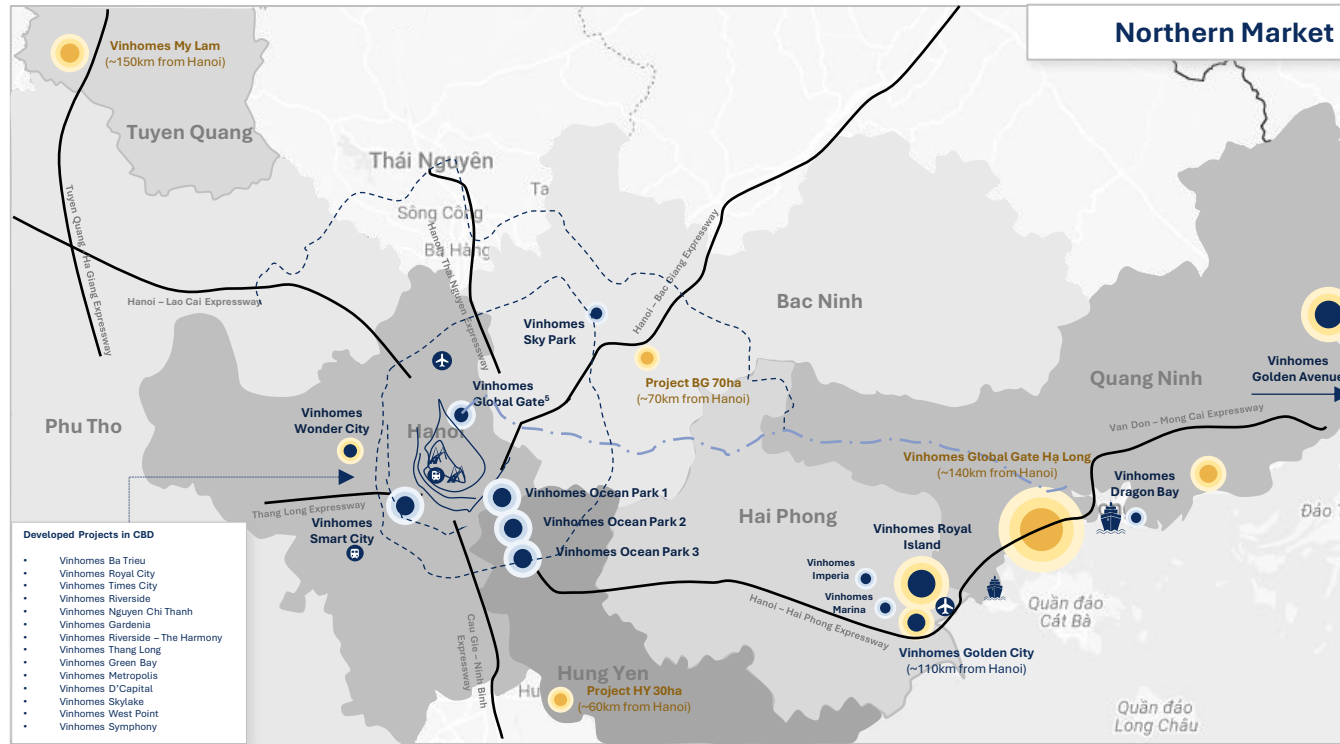 Northern Market
Vinhomes My Lam
(~150km from Hanoi)
Tuyen Quang
Thái Nguyên
Ta
Sông Công
Ba Hàng
Tuyen Quang - Ha Giang Expressway
Hanoi – Lao Cai Expressway
Hanoi - Thai Nguyen Expressway
Hanoi – Bac Giang Expressway
Bac Ninh
Vinhomes
Sky Park
Project BG 70ha
(~70km from Hanoi)
Vinhomes
Golden Avenue
Quang Ninh
Vinhomes
Global Gate⁵
Vinhomes
Wonder City
Hanoi
Phu Tho
Van Don – Mong Cai Expressway
Vinhomes Global Gate Hạ Long
(~140km from Hanoi)
Vinhomes
Dragon Bay
Vinhomes Ocean Park 1
Vinhomes Ocean Park 2
Vinhomes Ocean Park 3
Thang Long Expressway
Vinhomes
Smart City
Hai Phong
Đảo
Vinhomes Royal
Island
Vinhomes
Imperia
Vinhomes
Marina
Hanoi – Hai Phong Expressway
Quần đảo
Cát Bà
Vinhomes Golden City
(~110km from Hanoi)
Cau Gie – Ninh Binh
Expressway
Hung Yen
Hu
Project HY 30ha
(~60km from Hanoi)
Quần đảo
Long Châu
Developed Projects in CBD
• Vinhomes Ba Trieu
• Vinhomes Royal City
• Vinhomes Times City
• Vinhomes Riverside
• Vinhomes Nguyen Chi Thanh
• Vinhomes Gardenia
• Vinhomes Riverside – The Harmony
• Vinhomes Thang Long
• Vinhomes Green Bay
• Vinhomes Metropolis
• Vinhomes D'Capital
• Vinhomes Skylake
• Vinhomes West Point
• Vinhomes Symphony